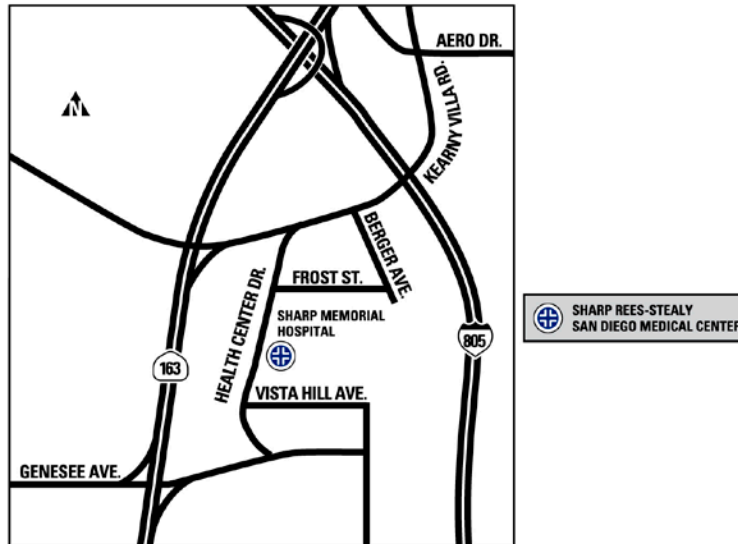 AERO DR.
KEARNY VILLA RD.
N
BERGER AVE.
FROST ST.
HEALTH CENTER DR.
SHARP MEMORIAL
HOSPITAL
805
SHARP REES-STEALY
SAN DIEGO MEDICAL CENTER
163
VISTA HILL AVE.
GENESEE AVE.